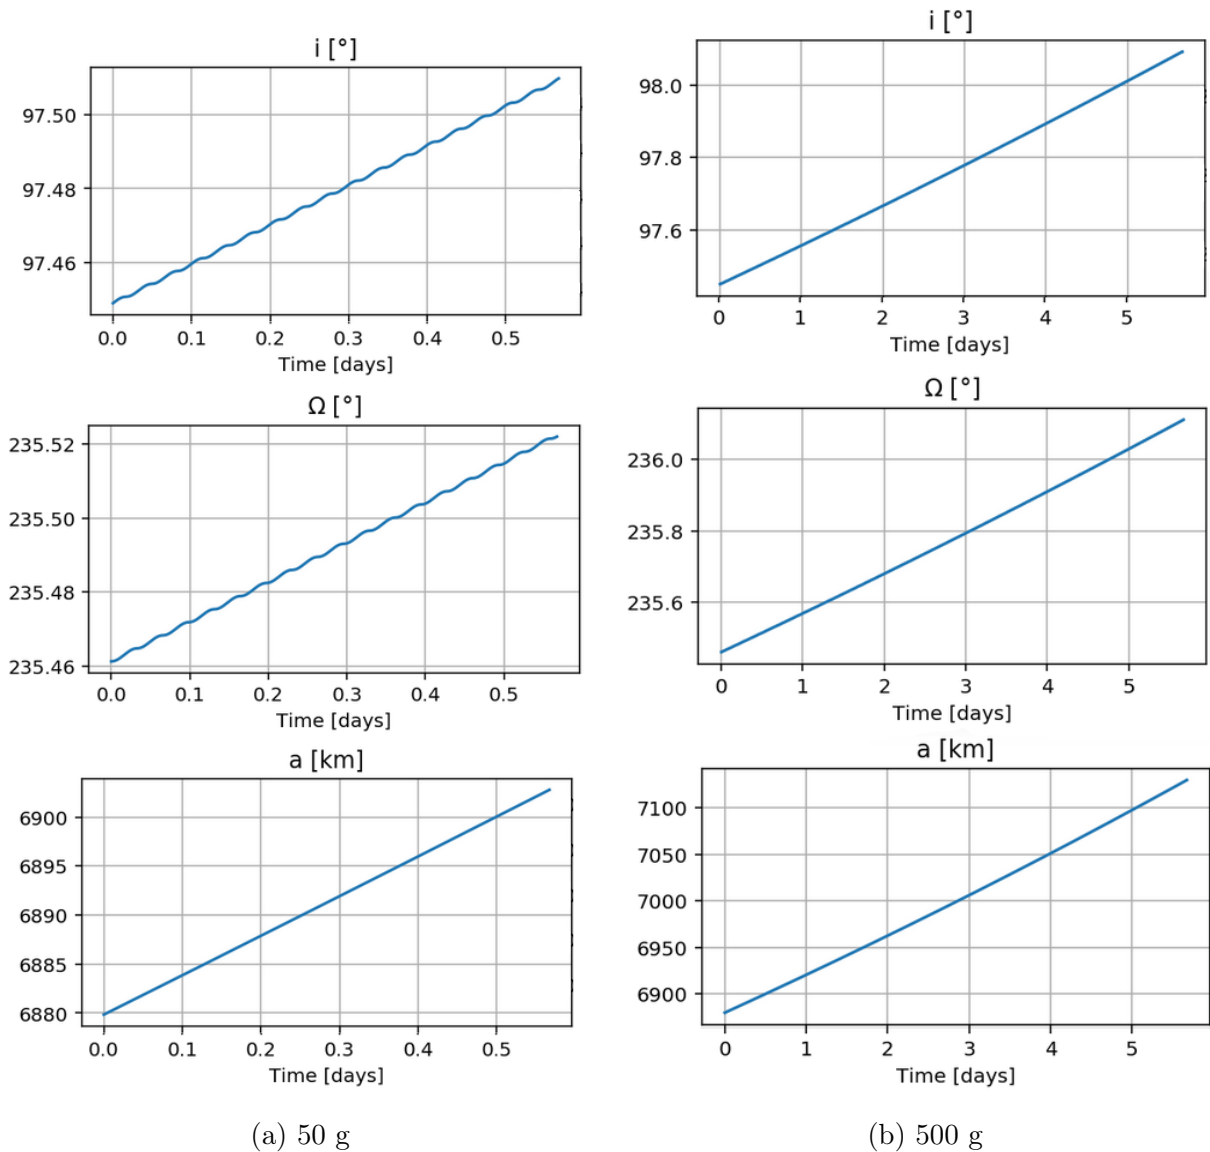 i [°]
97.50
97.48
97.46
0.0 0.1 0.2 0.3 0.4 0.5
Time [days]
i [°]
98.0
97.8
97.6
0 1 2 3 4 5
Time [days]
Ω [°]
235.52
235.50
235.48
235.46
0.0 0.1 0.2 0.3 0.4 0.5
Time [days]
Ω [°]
236.0
235.8
235.6
0 1 2 3 4 5
Time [days]
a [km]
6900
6895
6890
6885
6880
0.0 0.1 0.2 0.3 0.4 0.5
Time [days]
a [km]
7100
7050
7000
6950
6900
0 1 2 3 4 5
Time [days]
(a) 50 g
(b) 500 g